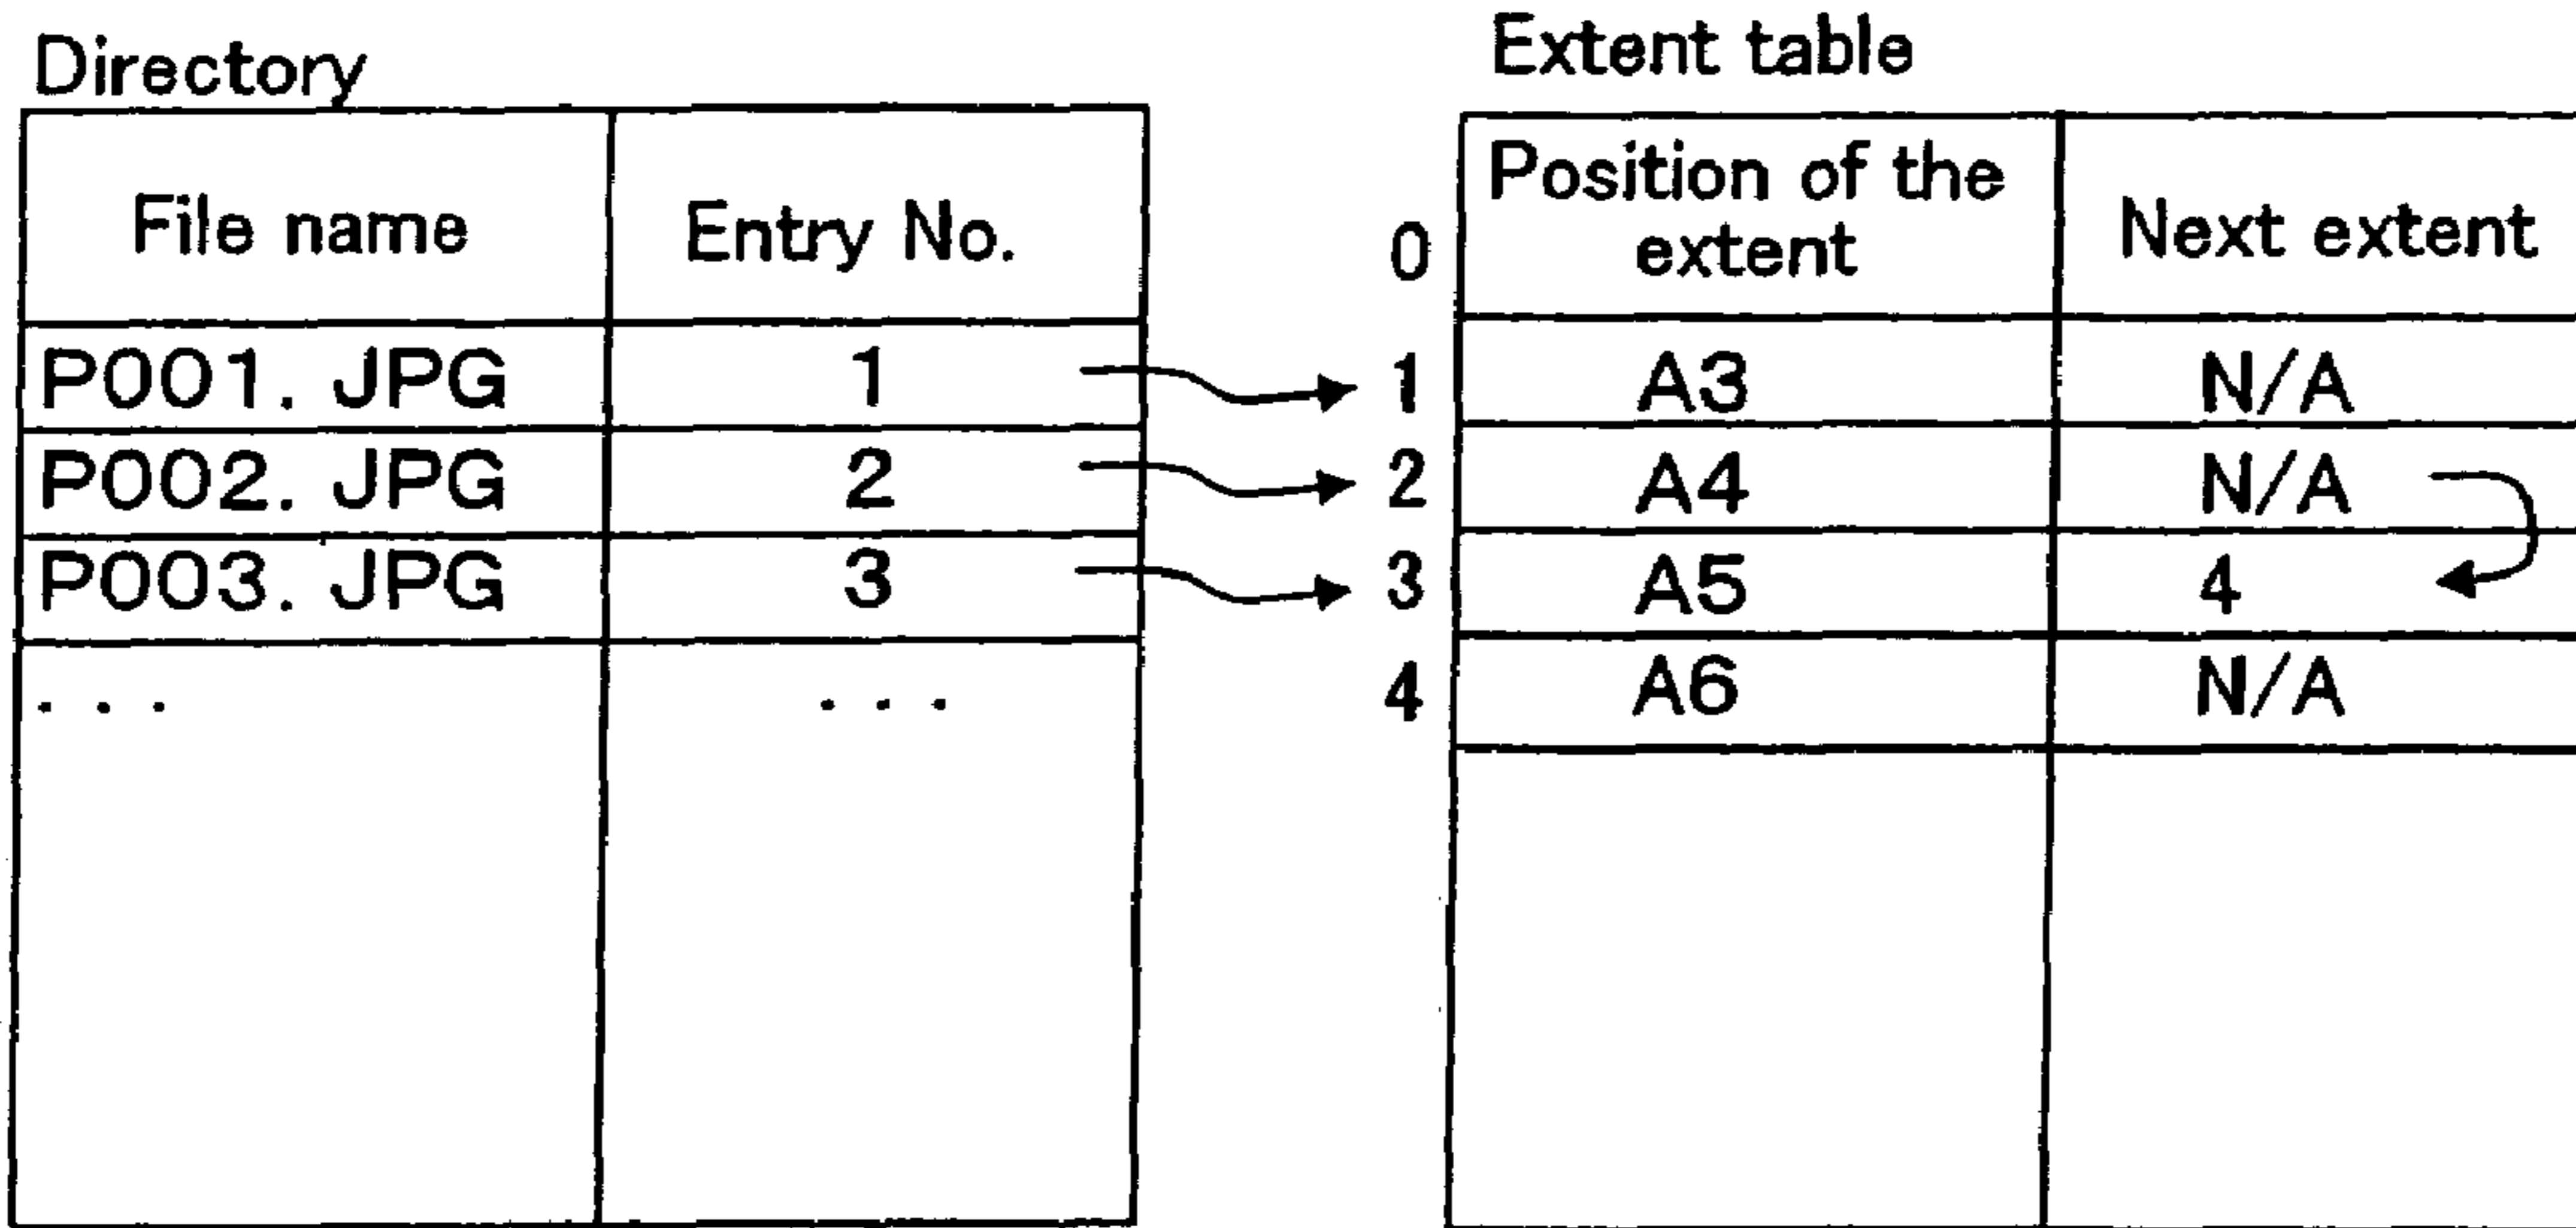 Directory
File name Entry No.
P001. JPG 1
P002. JPG 2
P003. JPG 3
. . . . . .
Extent table
0 Position of the extent Next extent
1 A3 N/A
2 A4 N/A
3 A5 4
4 A6 N/A